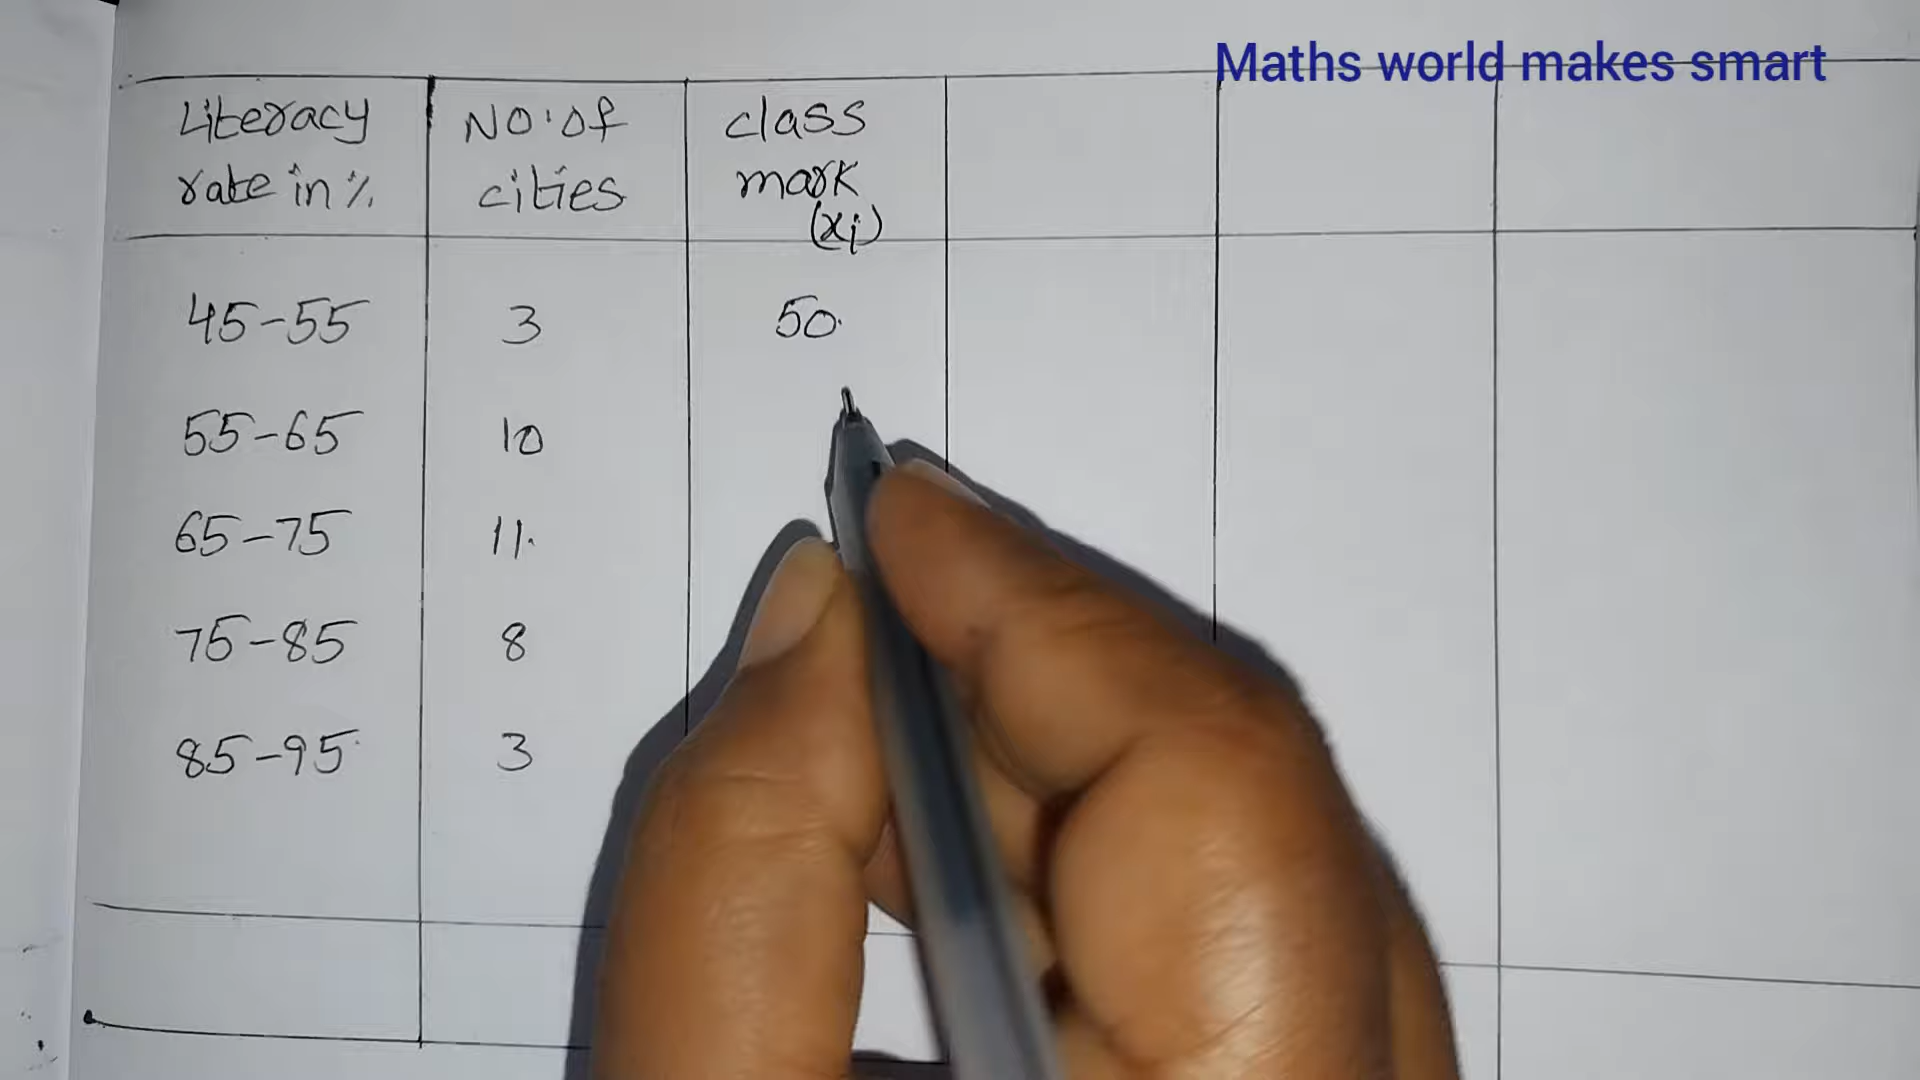 Maths world makes smart
Literacy rate in %
No. of cities
class mark (xi)
45-55 3 50.
55-65 10
65-75 11.
75-85 8
85-95. 3